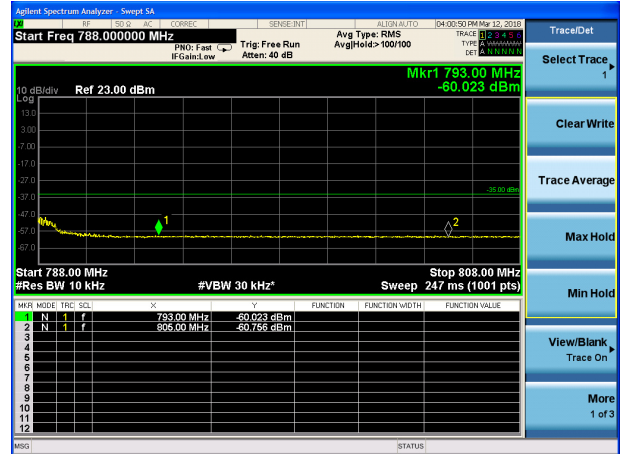 Agilent Spectrum Analyzer - Swept SA
LXI RF 50 Ω AC CORREC SENSE:INT ALIGN AUTO 04:00:50 PM Mar 12, 2018
Start Freq 788.000000 MHz
PNO: Fast
IFGain:Low
Trig: Free Run
Atten: 40 dB
Avg Type: RMS
Avg|Hold:>100/100
TRACE 1 2 3 4 5 6
TYPE A WWWWW
DET A N N N N N
Mkr1 793.00 MHz
-60.023 dBm
10 dB/div Ref 23.00 dBm
Log
13.0
3.00
-7.00
-17.0
-27.0
-37.0
-47.0
-57.0
-67.0
-35.00 dBm
1
2
Start 788.00 MHz Stop 808.00 MHz
#Res BW 10 kHz #VBW 30 kHz* Sweep 247 ms (1001 pts)
MKR MODE TRC SCL X Y FUNCTION FUNCTION WIDTH FUNCTION VALUE
1 N 1 f 793.00 MHz -60.023 dBm
2 N 1 f 805.00 MHz -60.756 dBm
3
4
5
6
7
8
9
10
11
12
MSG STATUS
Trace/Det
Select Trace
1
Clear Write
Trace Average
Max Hold
Min Hold
View/Blank
Trace On
More
1 of 3